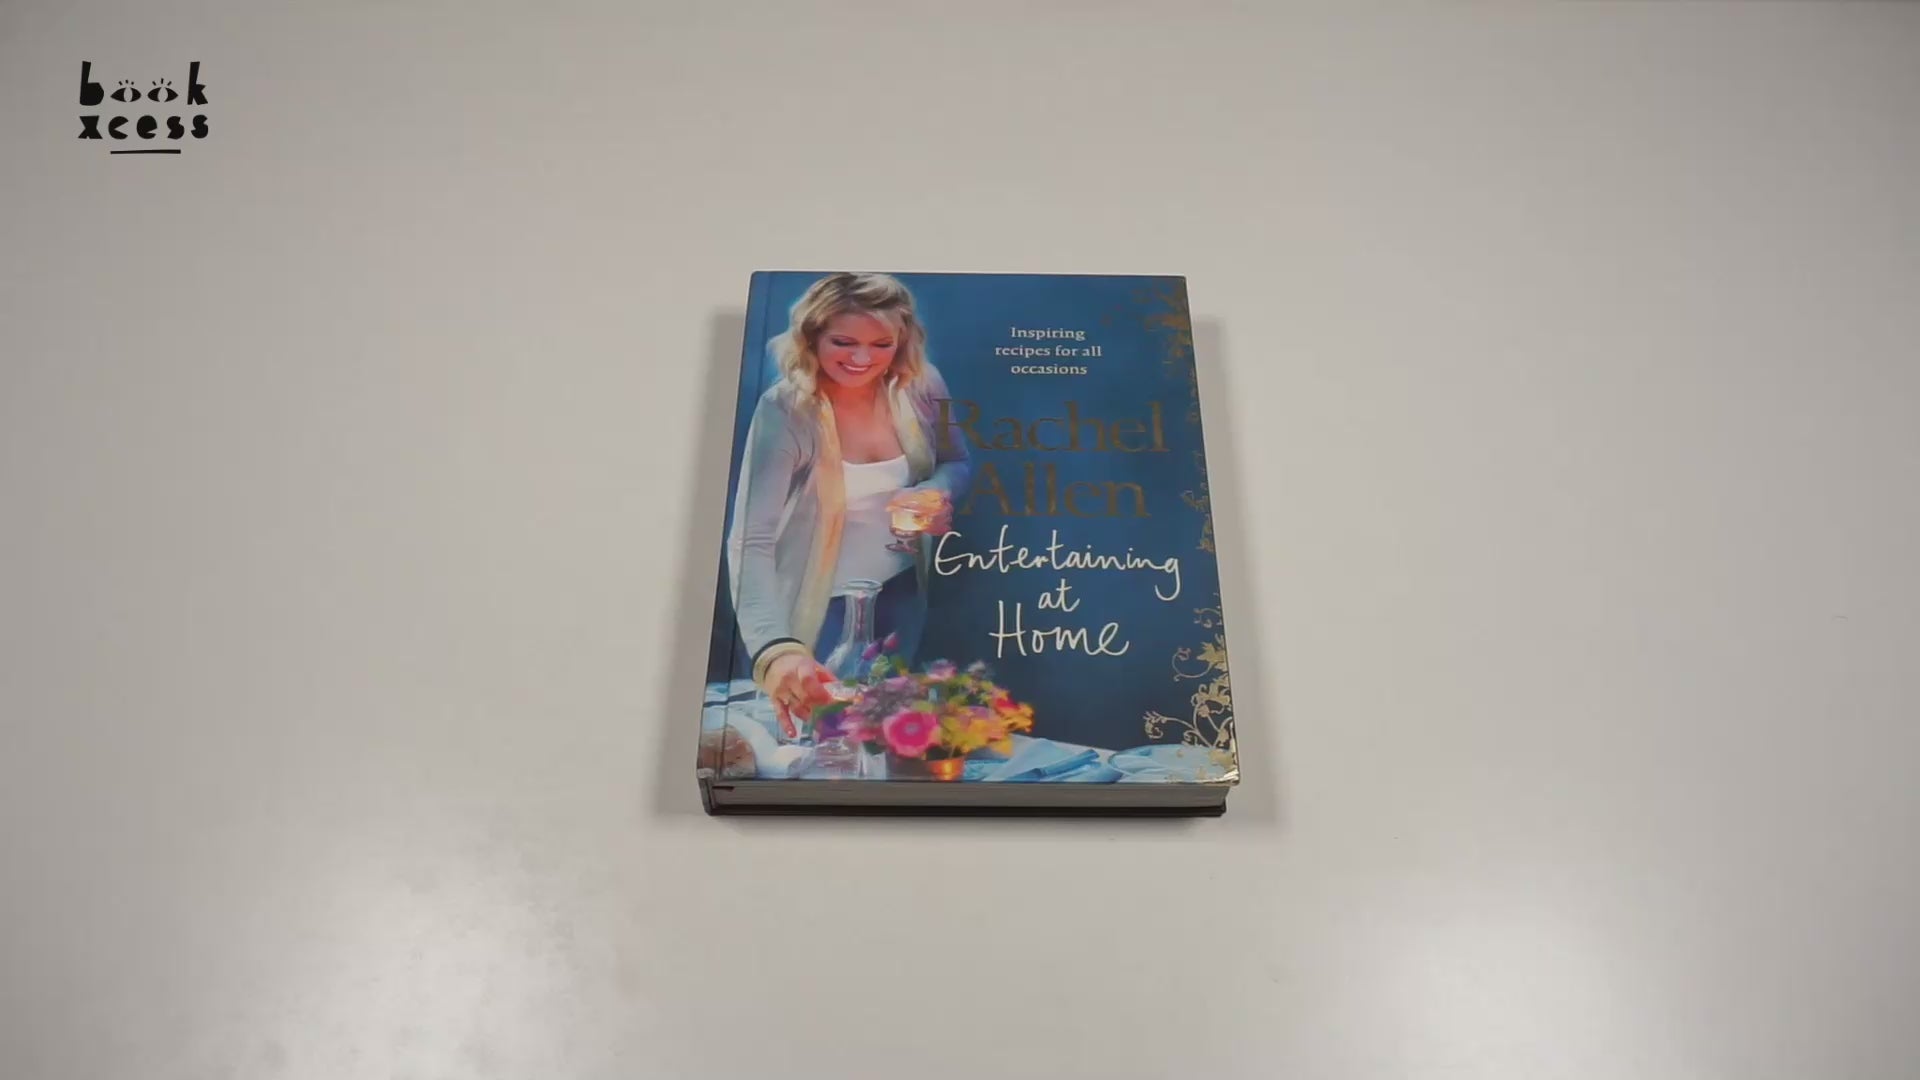 book
xcess
Inspiring
recipes for all
occasions
Rachel
Allen
Entertaining
at
Home